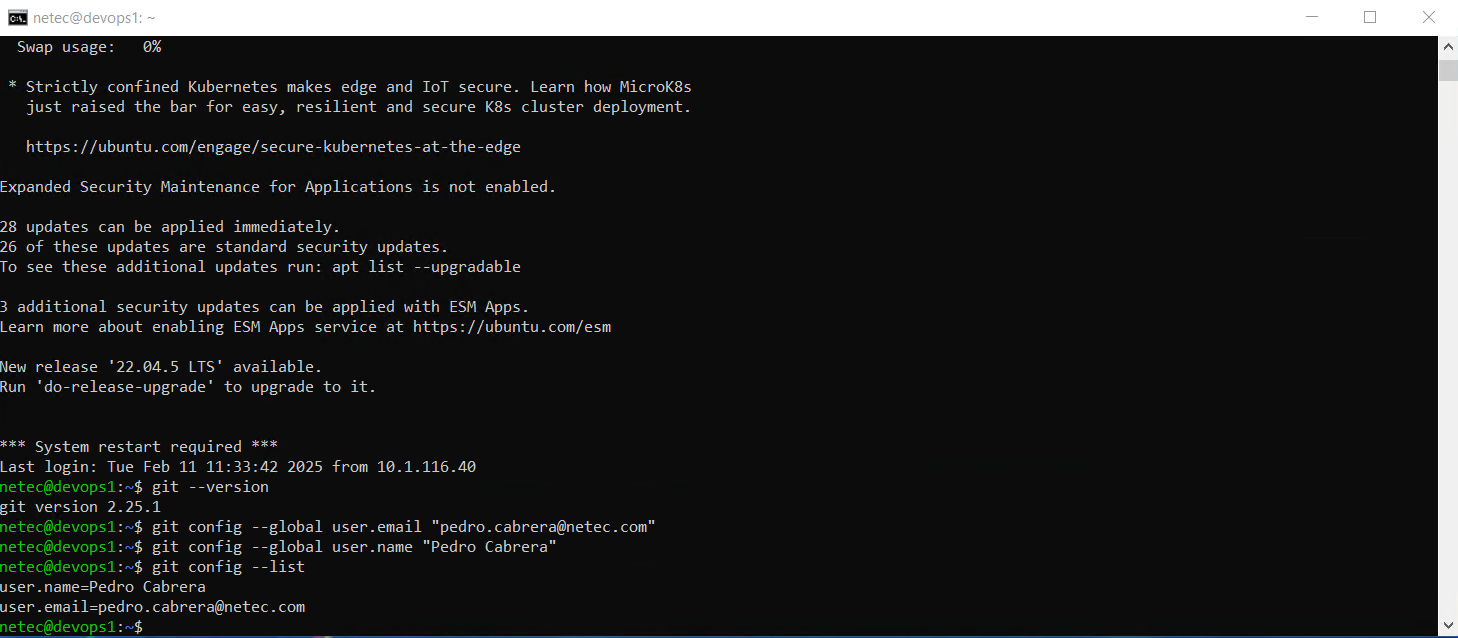 netec@devops1: ~
Swap usage:   0%
* Strictly confined Kubernetes makes edge and IoT secure. Learn how MicroK8s
just raised the bar for easy, resilient and secure K8s cluster deployment.
https://ubuntu.com/engage/secure-kubernetes-at-the-edge
Expanded Security Maintenance for Applications is not enabled.
28 updates can be applied immediately.
26 of these updates are standard security updates.
To see these additional updates run: apt list --upgradable
3 additional security updates can be applied with ESM Apps.
Learn more about enabling ESM Apps service at https://ubuntu.com/esm
New release '22.04.5 LTS' available.
Run 'do-release-upgrade' to upgrade to it.
*** System restart required ***
Last login: Tue Feb 11 11:33:42 2025 from 10.1.116.40
netec@devops1:~$ git --version
git version 2.25.1
netec@devops1:~$ git config --global user.email "pedro.cabrera@netec.com"
netec@devops1:~$ git config --global user.name "Pedro Cabrera"
netec@devops1:~$ git config --list
user.name=Pedro Cabrera
user.email=pedro.cabrera@netec.com
netec@devops1:~$